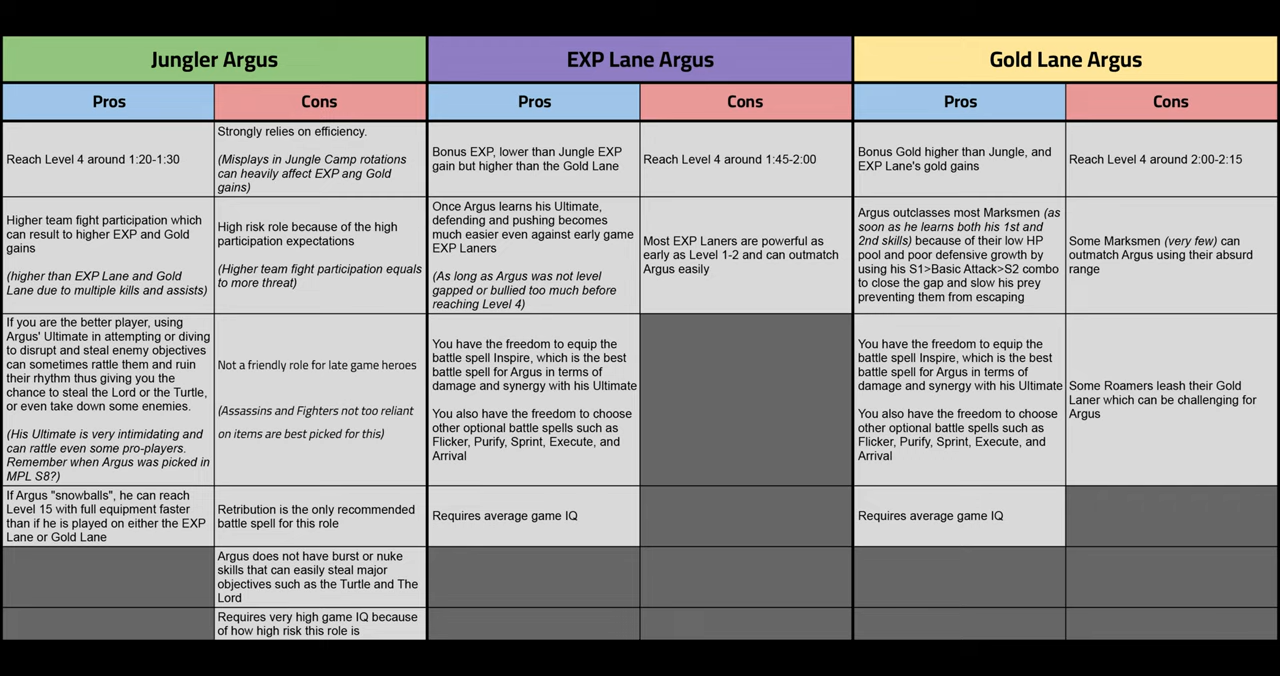 Jungler Argus
EXP Lane Argus
Gold Lane Argus
Pros
Cons
Pros
Cons
Pros
Cons
Reach Level 4 around 1:20-1:30
Strongly relies on efficiency.
(Misplays in Jungle Camp rotations
can heavily affect EXP ang Gold
gains)
Bonus EXP, lower than Jungle EXP
gain but higher than the Gold Lane
Reach Level 4 around 1:45-2:00
Bonus Gold higher than Jungle, and
EXP Lane's gold gains
Reach Level 4 around 2:00-2:15
Higher team fight participation which
can result to higher EXP and Gold
gains
(higher than EXP Lane and Gold
Lane due to multiple kills and assists)
High risk role because of the high
participation expectations
(Higher team fight participation equals
to more threat)
Once Argus learns his Ultimate,
defending and pushing becomes
much easier even against early game
EXP Laners
(As long as Argus was not level
gapped or bullied too much before
reaching Level 4)
Most EXP Laners are powerful as
early as Level 1-2 and can outmatch
Argus easily
Argus outclasses most Marksmen (as
soon as he learns both his 1st and
2nd skills) because of their low HP
pool and poor defensive growth by
using his S1>Basic Attack>S2 combo
to close the gap and slow his prey
preventing them from escaping
Some Marksmen (very few) can
outmatch Argus using their absurd
range
If you are the better player, using
Argus' Ultimate in attempting or diving
to disrupt and steal enemy objectives
can sometimes rattle them and ruin
their rhythm thus giving you the
chance to steal the Lord or the Turtle,
or even take down some enemies.
(His Ultimate is very intimidating and
can rattle even some pro-players.
Remember when Argus was picked in
MPL S8?)
Not a friendly role for late game heroes
(Assassins and Fighters not too reliant
on items are best picked for this)
You have the freedom to equip the
battle spell Inspire, which is the best
battle spell for Argus in terms of
damage and synergy with his Ultimate
You also have the freedom to choose
other optional battle spells such as
Flicker, Purify, Sprint, Execute, and
Arrival
You have the freedom to equip the
battle spell Inspire, which is the best
battle spell for Argus in terms of
damage and synergy with his Ultimate
You also have the freedom to choose
other optional battle spells such as
Flicker, Purify, Sprint, Execute, and
Arrival
Some Roamers leash their Gold
Laner which can be challenging for
Argus
If Argus "snowballs", he can reach
Level 15 with full equipment faster
than if he is played on either the EXP
Lane or Gold Lane
Retribution is the only recommended
battle spell for this role
Requires average game IQ
Requires average game IQ
Argus does not have burst or nuke
skills that can easily steal major
objectives such as the Turtle and The
Lord
Requires very high game IQ because
of how high risk this role is